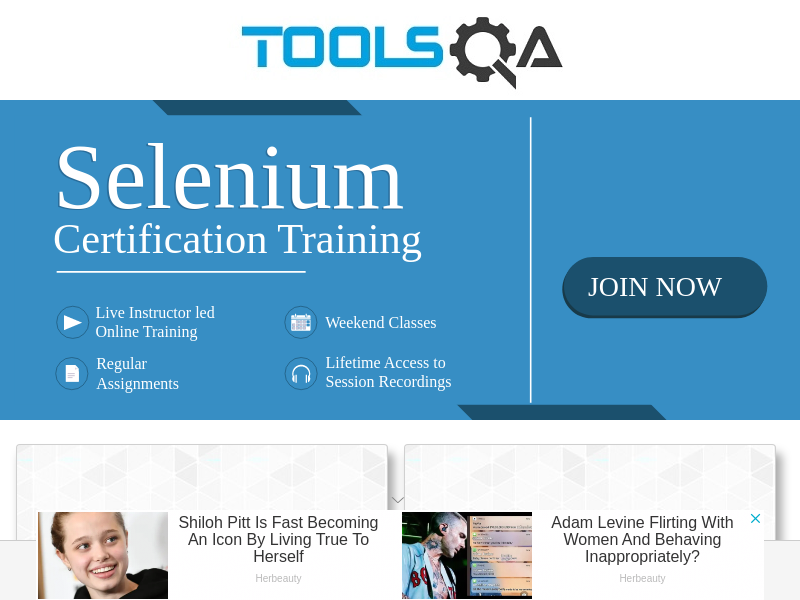 TOOLSQA
Selenium
Certification Training
JOIN NOW
Live Instructor led
Online Training
Weekend Classes
Regular
Assignments
Lifetime Access to
Session Recordings
Shiloh Pitt Is Fast Becoming
An Icon By Living True To
Herself
Herbeauty
Adam Levine Flirting With
Women And Behaving
Inappropriately?
Herbeauty